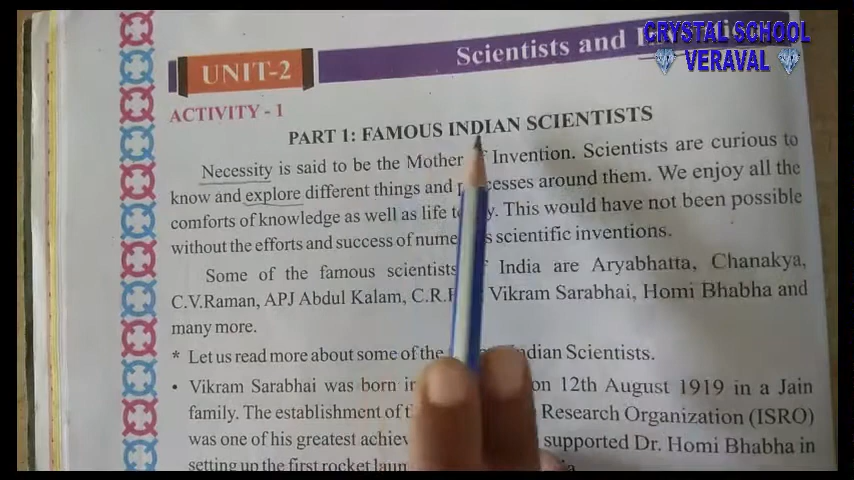 CRYSTAL SCHOOL
VERAVAL
Scientists and
UNIT-2
ACTIVITY - 1
PART 1: FAMOUS INDIAN SCIENTISTS
Necessity is said to be the Mother Invention. Scientists are curious to
know and explore different things and around them. We enjoy all the
comforts of knowledge as well as life This would have not been possible
without the efforts and success of scientific inventions.
Some of the famous scientists India are Aryabhatta, Chanakya,
C.V.Raman, APJ Abdul Kalam, C.R. Vikram Sarabhai, Homi Bhabha and
many more.
* Let us read more about some of the Indian Scientists.
• Vikram Sarabhai was born in on 12th August 1919 in a Jain
family. The establishment of Research Organization (ISRO)
was one of his greatest supported Dr. Homi Bhabha in
setting up the first rocket